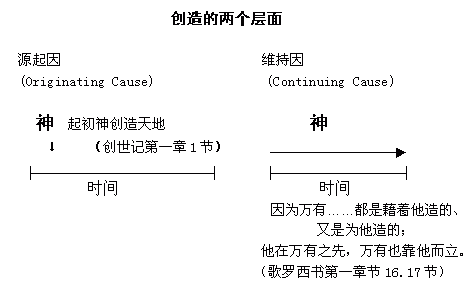 创造的两个层面
源起因
(Originating Cause)
神 起初神创造天地
(创世记第一章1节)
时间
维持因
(Continuing Cause)
神
时间
因为万有……都是藉着他造的、
又是为他造的;
他在万有之先,万有也靠他而立。
(歌罗西书第一章节16.17节)